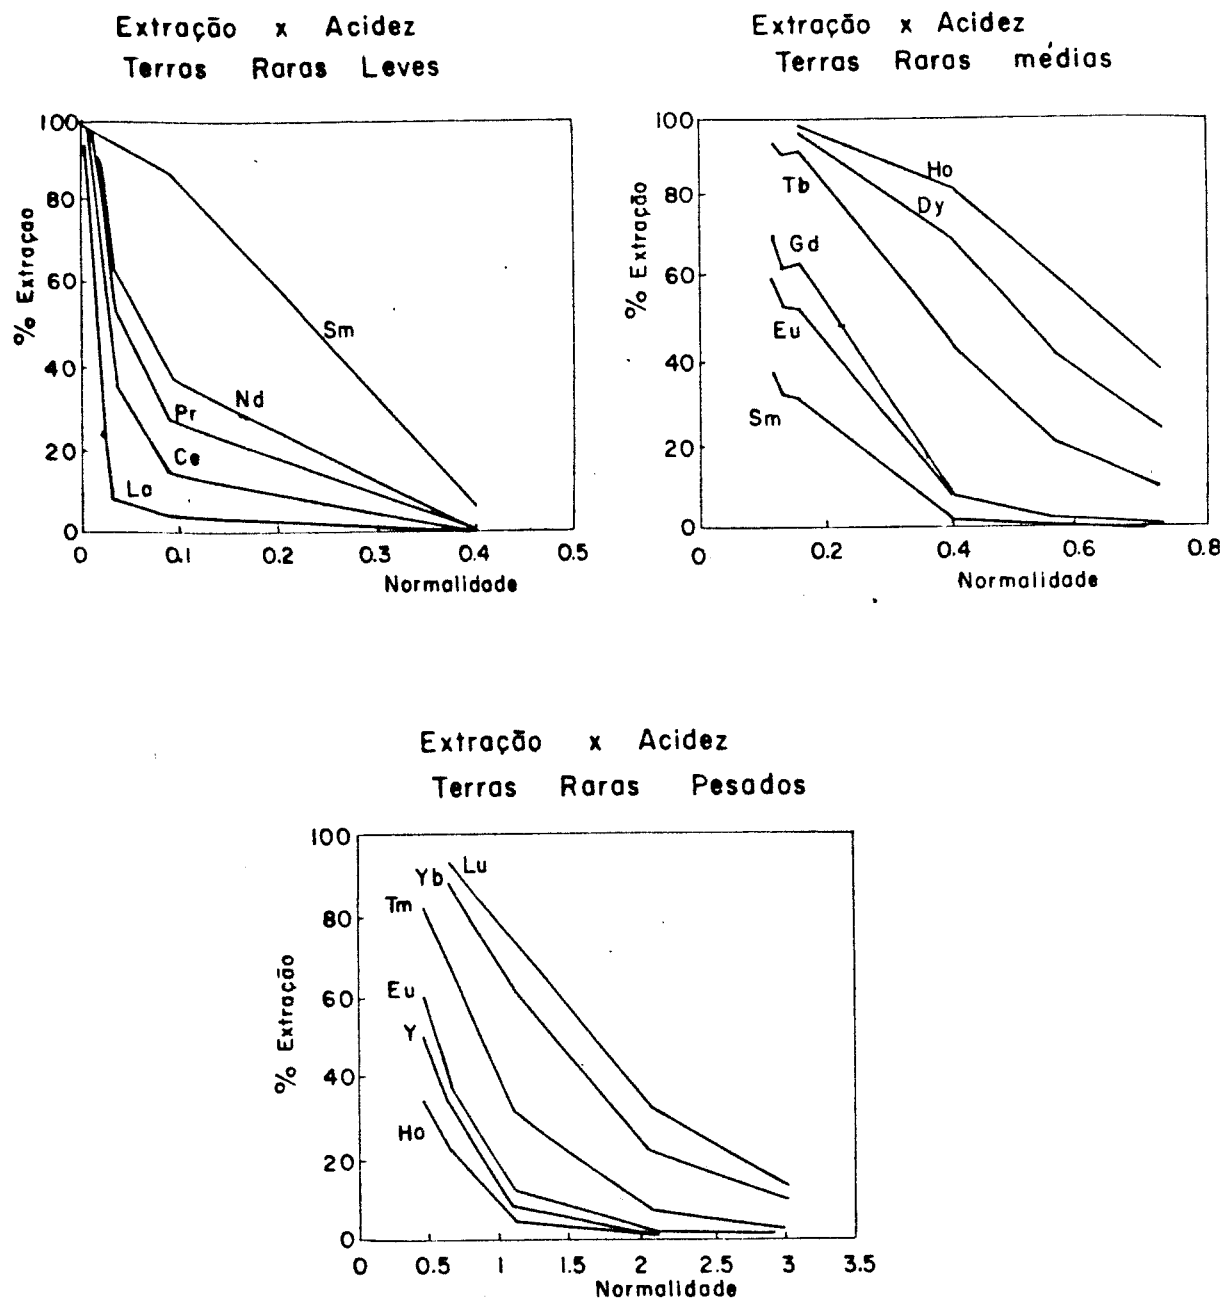 Extração x Acidez
Terras Raras Leves
100
80
60
40
20
0
% Extração
Sm
Nd
Pr
Ce
La
0 0.1 0.2 0.3 0.4 0.5
Normalidade
Extração x Acidez
Terras Raras médias
100
80
60
40
20
0
% Extração
Ho
Tb
Dy
Gd
Eu
Sm
0 0.2 0.4 0.6 0.8
Normalidade
Extração x Acidez
Terras Raras Pesados
100
80
60
40
20
0
% Extração
Lu
Yb
Tm
Eu
Y
Ho
0 0.5 1 1.5 2 2.5 3 3.5
Normalidade